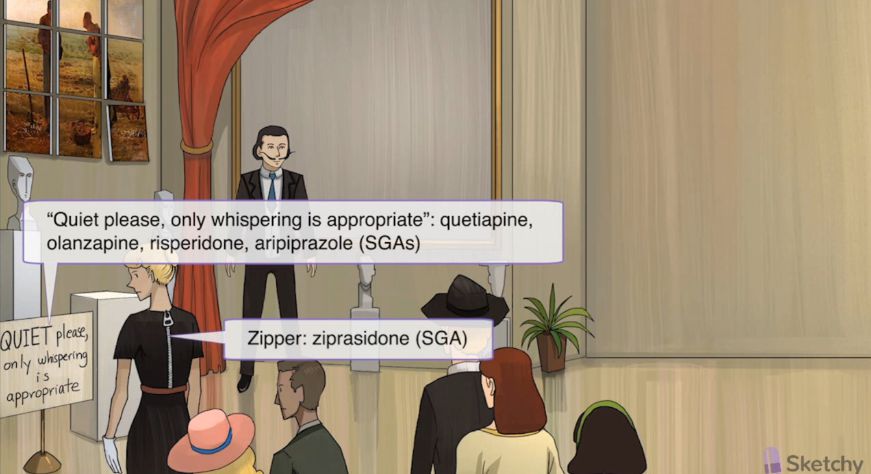 “Quiet please, only whispering is appropriate”: quetiapine,
olanzapine, risperidone, aripiprazole (SGAs)
Zipper: ziprasidone (SGA)
QUIET please,
only whispering
is
appropriate
Sketchy